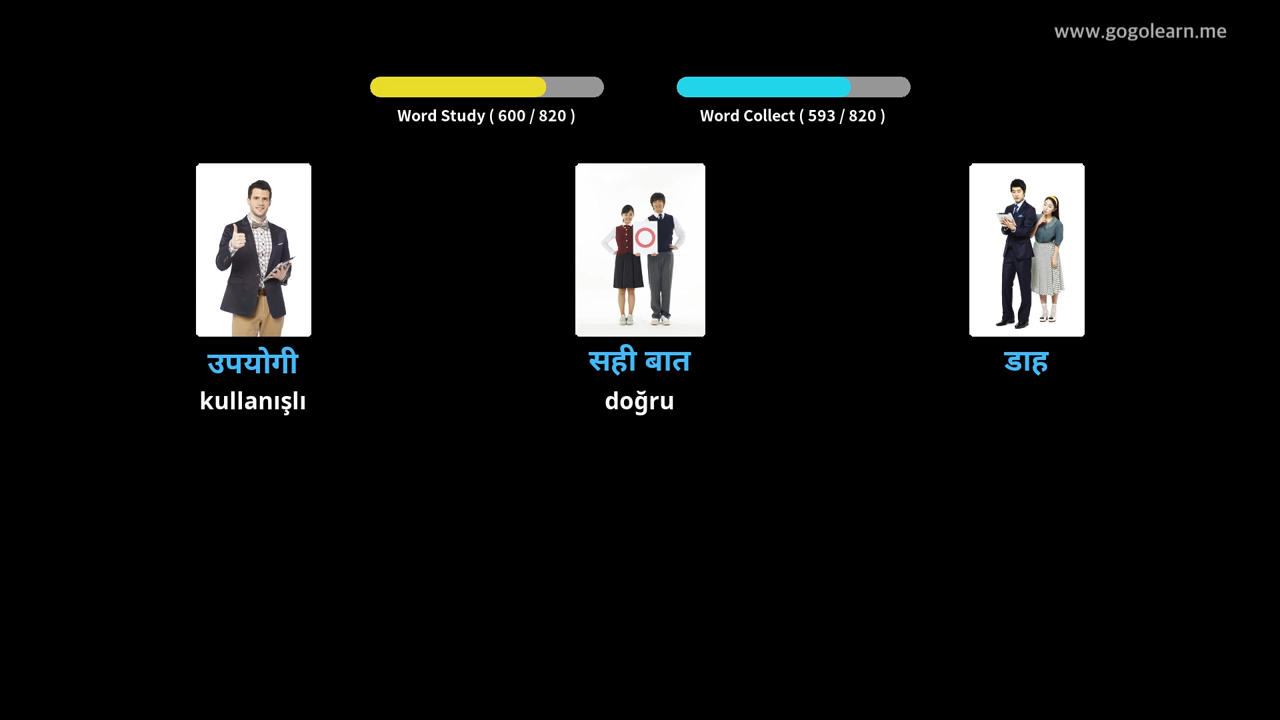 www.gogolearn.me
Word Study ( 600 / 820 )
Word Collect ( 593 / 820 )
उपयोगी
सही बात
डाह
kullanışlı
doğru